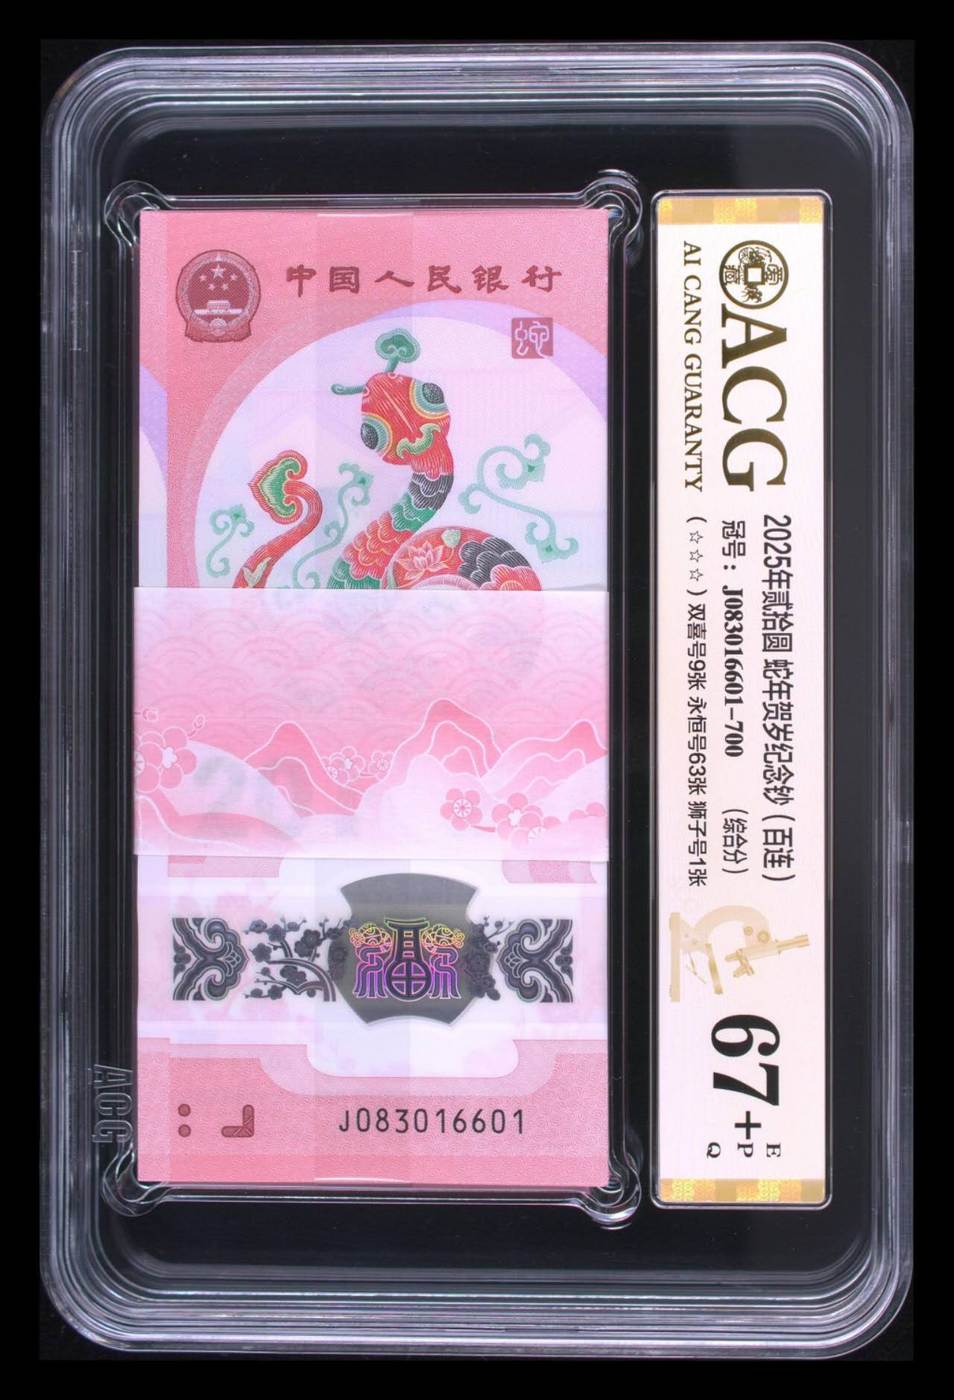 中国人民银行
蛇
J083016601
ACG
ACG
AI CANG GUARANTY
2025年贰拾圆 蛇年贺岁纪念钞（百连）
冠号：J083016601-700 （综合分）
（☆☆☆）双喜号9张 永恒号63张 狮子号1张
67+
E
P
Q